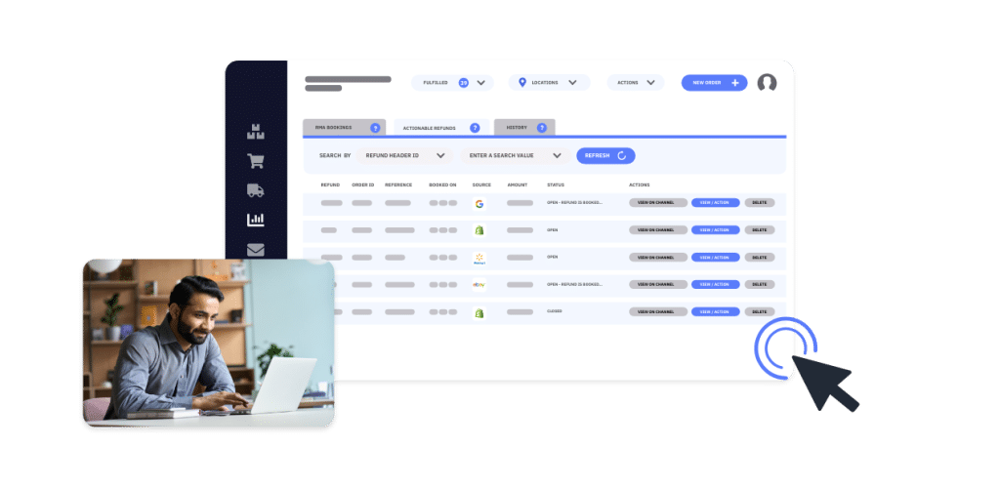 FULFILLED 39 LOCATIONS ACTIONS NEW ORDER +
RMA BOOKINGS ? ACTIONABLE REFUNDS ? HISTORY ?
SEARCH BY REFUND HEADER ID ENTER A SEARCH VALUE REFRESH
REFUND ORDER ID REFERENCE BOOKED ON SOURCE AMOUNT STATUS ACTIONS
G OPEN - REFUND IS BOOKED... VIEW ON CHANNEL VIEW / ACTION DELETE
OPEN VIEW ON CHANNEL VIEW / ACTION DELETE
Walmart OPEN VIEW ON CHANNEL VIEW / ACTION DELETE
ebay OPEN - REFUND IS BOOKED... VIEW ON CHANNEL VIEW / ACTION DELETE
CLOSED VIEW ON CHANNEL VIEW / ACTION DELETE